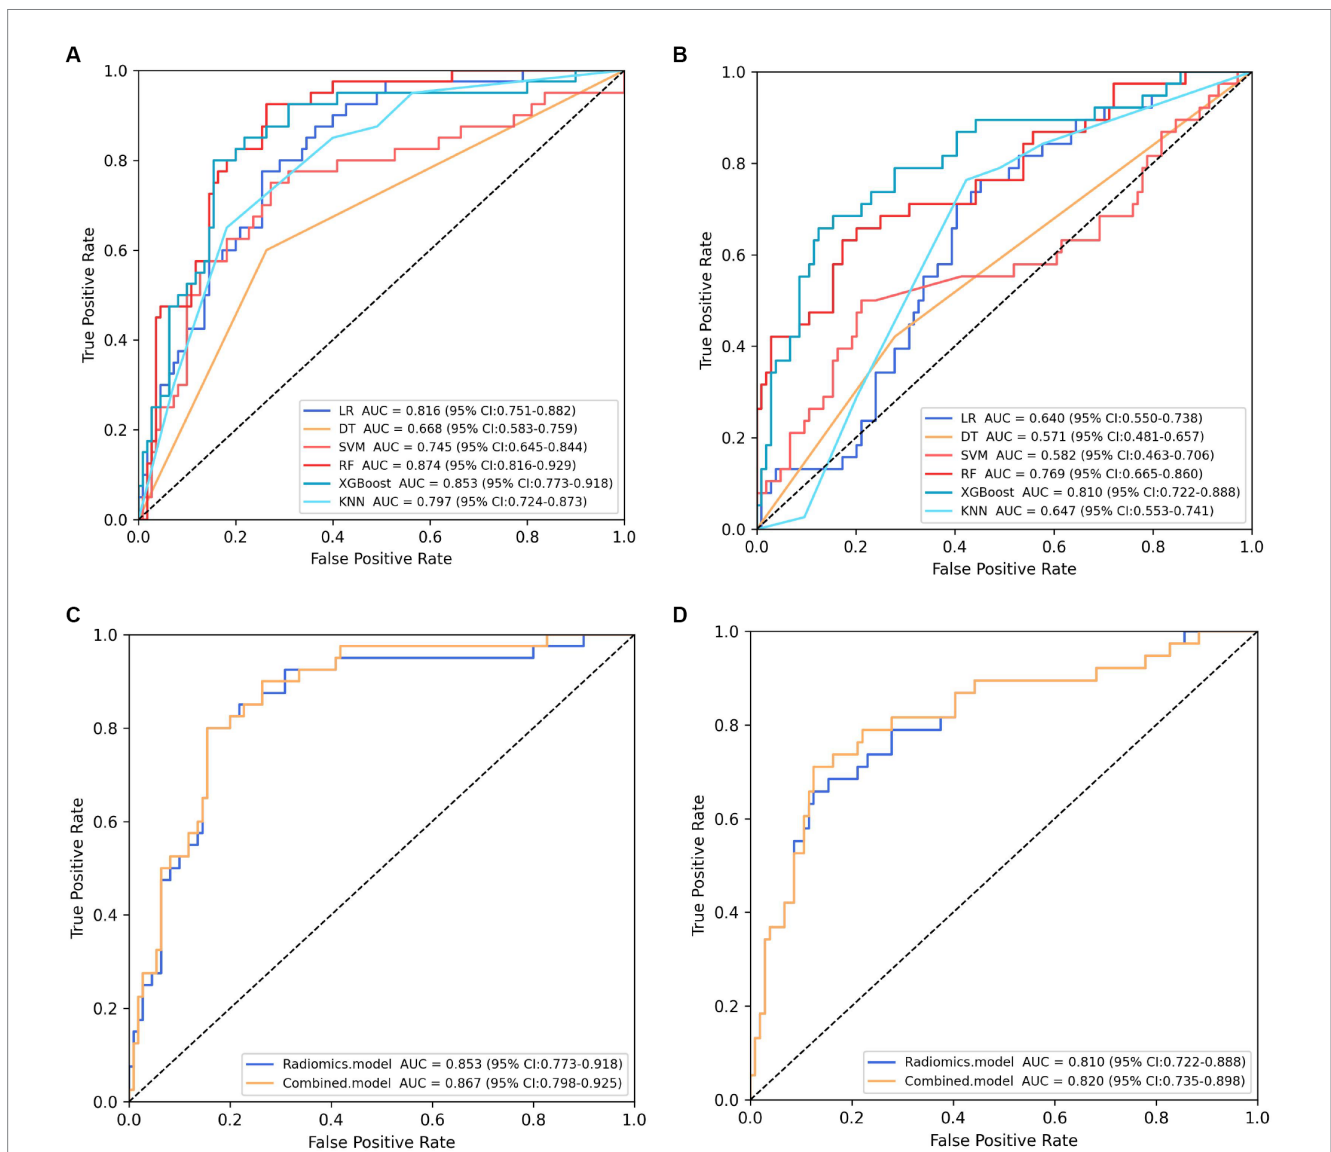 A
1.0
0.8
0.6
0.4
0.2
0.0
True Positive Rate
LR AUC = 0.816 (95% CI:0.751-0.882)
DT AUC = 0.668 (95% CI:0.583-0.759)
SVM AUC = 0.745 (95% CI:0.645-0.844)
RF AUC = 0.874 (95% CI:0.816-0.929)
XGBoost AUC = 0.853 (95% CI:0.773-0.918)
KNN AUC = 0.797 (95% CI:0.724-0.873)
0.0 0.2 0.4 0.6 0.8 1.0
False Positive Rate
B
1.0
0.8
0.6
0.4
0.2
0.0
True Positive Rate
LR AUC = 0.640 (95% CI:0.550-0.738)
DT AUC = 0.571 (95% CI:0.481-0.657)
SVM AUC = 0.582 (95% CI:0.463-0.706)
RF AUC = 0.769 (95% CI:0.665-0.860)
XGBoost AUC = 0.810 (95% CI:0.722-0.888)
KNN AUC = 0.647 (95% CI:0.553-0.741)
0.0 0.2 0.4 0.6 0.8 1.0
False Positive Rate
C
1.0
0.8
0.6
0.4
0.2
0.0
True Positive Rate
Radiomics.model AUC = 0.853 (95% CI:0.773-0.918)
Combined.model AUC = 0.867 (95% CI:0.798-0.925)
0.0 0.2 0.4 0.6 0.8 1.0
False Positive Rate
D
1.0
0.8
0.6
0.4
0.2
0.0
True Positive Rate
Radiomics.model AUC = 0.810 (95% CI:0.722-0.888)
Combined.model AUC = 0.820 (95% CI:0.735-0.898)
0.0 0.2 0.4 0.6 0.8 1.0
False Positive Rate